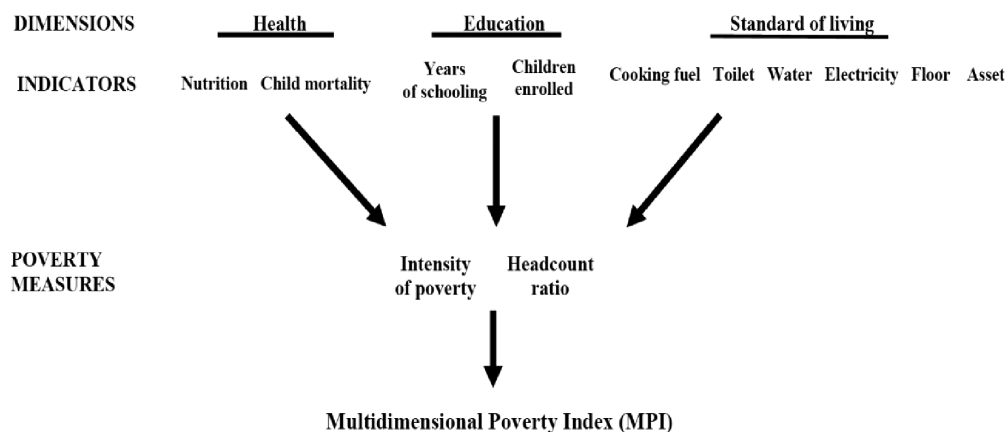 DIMENSIONS Health Education Standard of living
INDICATORS Nutrition Child mortality Years of schooling Children enrolled Cooking fuel Toilet Water Electricity Floor Asset
POVERTY MEASURES
Intensity of poverty
Headcount ratio
Multidimensional Poverty Index (MPI)